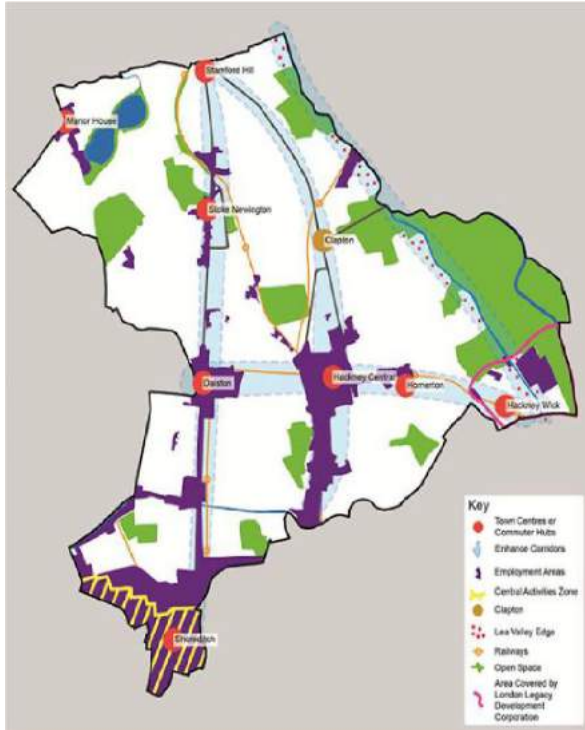 Stamford Hill
Manor House
Stoke Newington
Clapton
Dalston
Hackney Central
Homerton
Hackney Wick
Shoreditch
Key
Town Centres or
Commuter Hubs
Enhance Corridors
Employment Areas
Central Activities Zone
Clapton
Lea Valley Edge
Railways
Open Space
Area Covered by
London Legacy
Development
Corporation